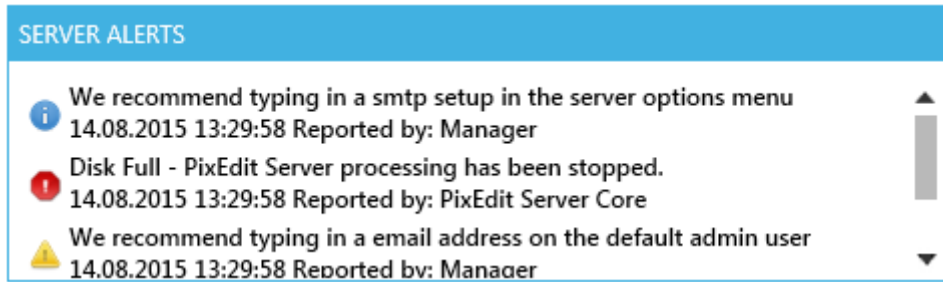 SERVER ALERTS
We recommend typing in a smtp setup in the server options menu
14.08.2015 13:29:58 Reported by: Manager
Disk Full - PixEdit Server processing has been stopped.
14.08.2015 13:29:58 Reported by: PixEdit Server Core
We recommend typing in a email address on the default admin user
14.08.2015 13:29:58 Reported by: Manager